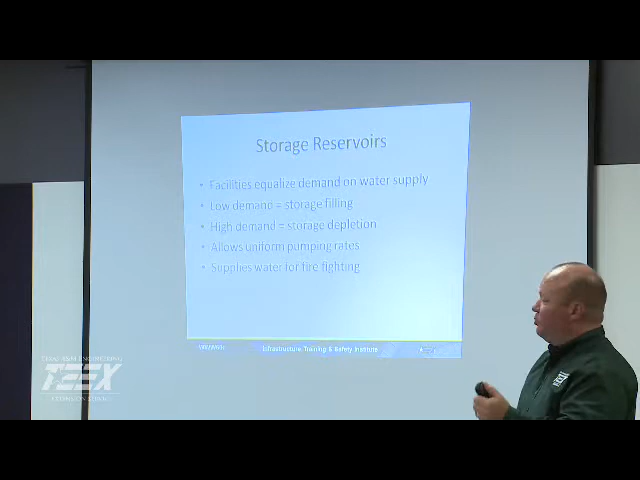 Storage Reservoirs
• Facilities equalize demand on water supply
• Low demand = storage filling
• High demand = storage depletion
• Allows uniform pumping rates
• Supplies water for fire fighting
Infrastructure Training & Safety Institute
TEXAS A&M ENGINEERING
TEEX
EXTENSION SERVICE